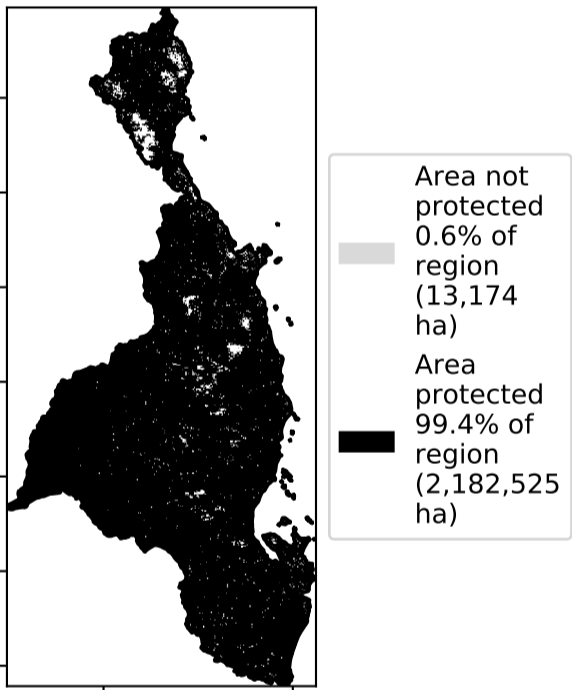 Area not
protected
0.6% of
region
(13,174
ha)
Area
protected
99.4% of
region
(2,182,525
ha)